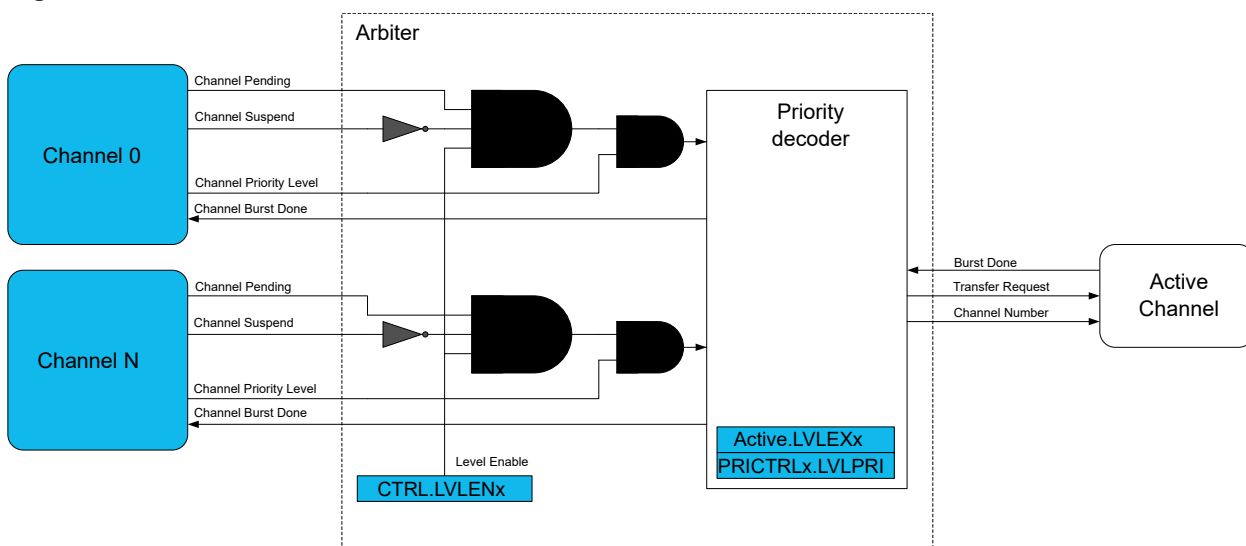 Arbiter
Channel Pending
Channel Suspend
Channel 0
Channel Priority Level
Channel Burst Done
Priority
decoder
Channel Pending
Channel Suspend
Channel N
Channel Priority Level
Channel Burst Done
Burst Done
Transfer Request
Channel Number
Active
Channel
Level Enable
CTRL.LVLENx
Active.LVLEXx
PRICTRLx.LVLPRI